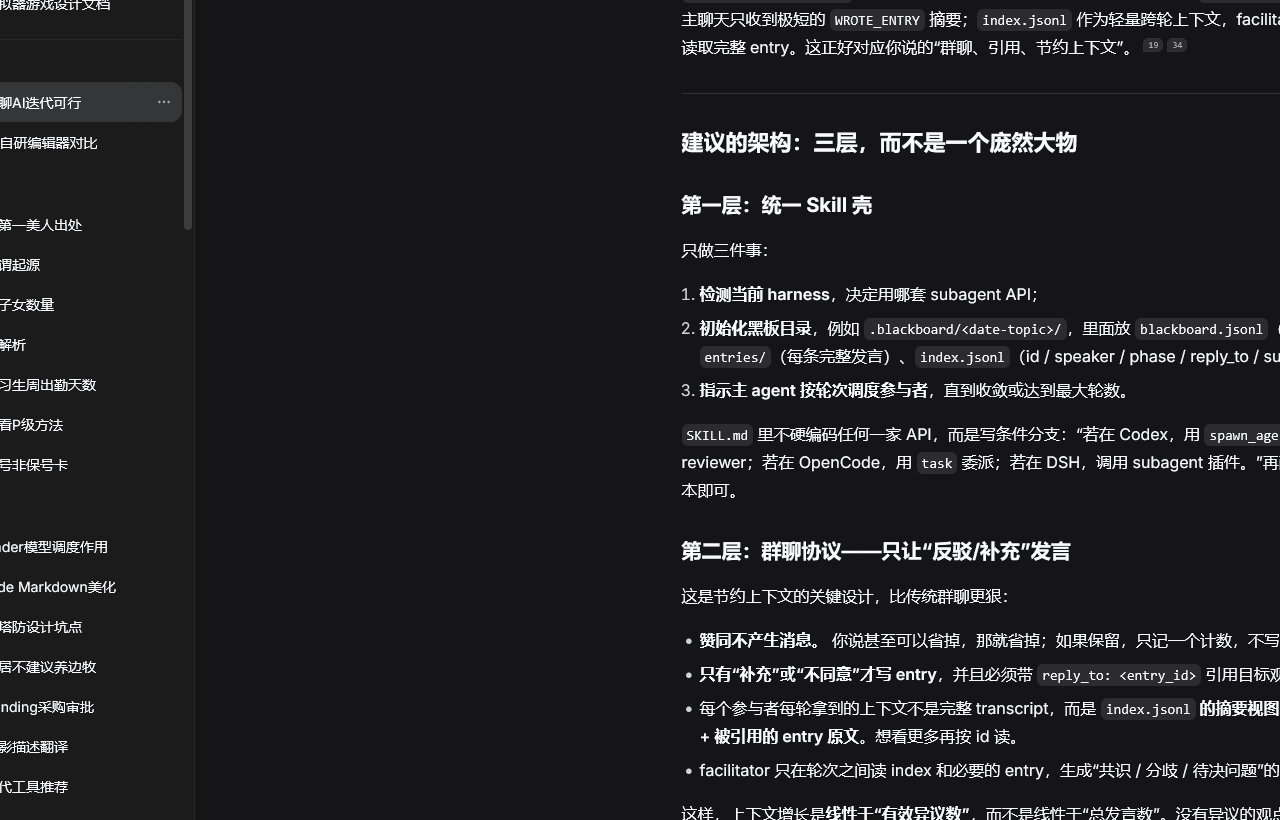 拟器游戏设计文档
聊AI迭代可行
自研编辑器对比
第一美人出处
谓起源
子女数量
解析
习生周出勤天数
看P级方法
号非保号卡
der模型调度作用
de Markdown美化
塔防设计坑点
居不建议养边牧
nding采购审批
影描述翻译
代工具推荐
主聊天只收到极短的 WROTE_ENTRY 摘要；index.jsonl 作为轻量跨轮上下文，facilita
读取完整 entry。这正好对应你说的“群聊、引用、节约上下文”。 19 34
建议的架构：三层，而不是一个庞然大物
第一层：统一 Skill 壳
只做三件事：
1. 检测当前 harness，决定用哪套 subagent API；
2. 初始化黑板目录，例如 .blackboard/<date-topic>/ ，里面放 blackboard.jsonl （
entries/ （每条完整发言）、index.jsonl （id / speaker / phase / reply_to / su
3. 指示主 agent 按轮次调度参与者，直到收敛或达到最大轮数。
SKILL.md 里不硬编码任何一家 API，而是写条件分支：“若在 Codex，用 spawn_age
reviewer；若在 OpenCode，用 task 委派；若在 DSH，调用 subagent 插件。”再
本即可。
第二层：群聊协议——只让“反驳/补充”发言
这是节约上下文的关键设计，比传统群聊更狠：
• 赞同不产生消息。 你说甚至可以省掉，那就省掉；如果保留，只记一个计数，不写
• 只有“补充”或“不同意”才写 entry，并且必须带 reply_to: <entry_id> 引用目标观
• 每个参与者每轮拿到的上下文不是完整 transcript，而是 index.jsonl 的摘要视图
+ 被引用的 entry 原文。想看更多再按 id 读。
• facilitator 只在轮次之间读 index 和必要的 entry，生成“共识 / 分歧 / 待决问题”的
这样，上下文增长是线性于“有效异议数”，而不是线性于“总发言数”。没有异议的观点